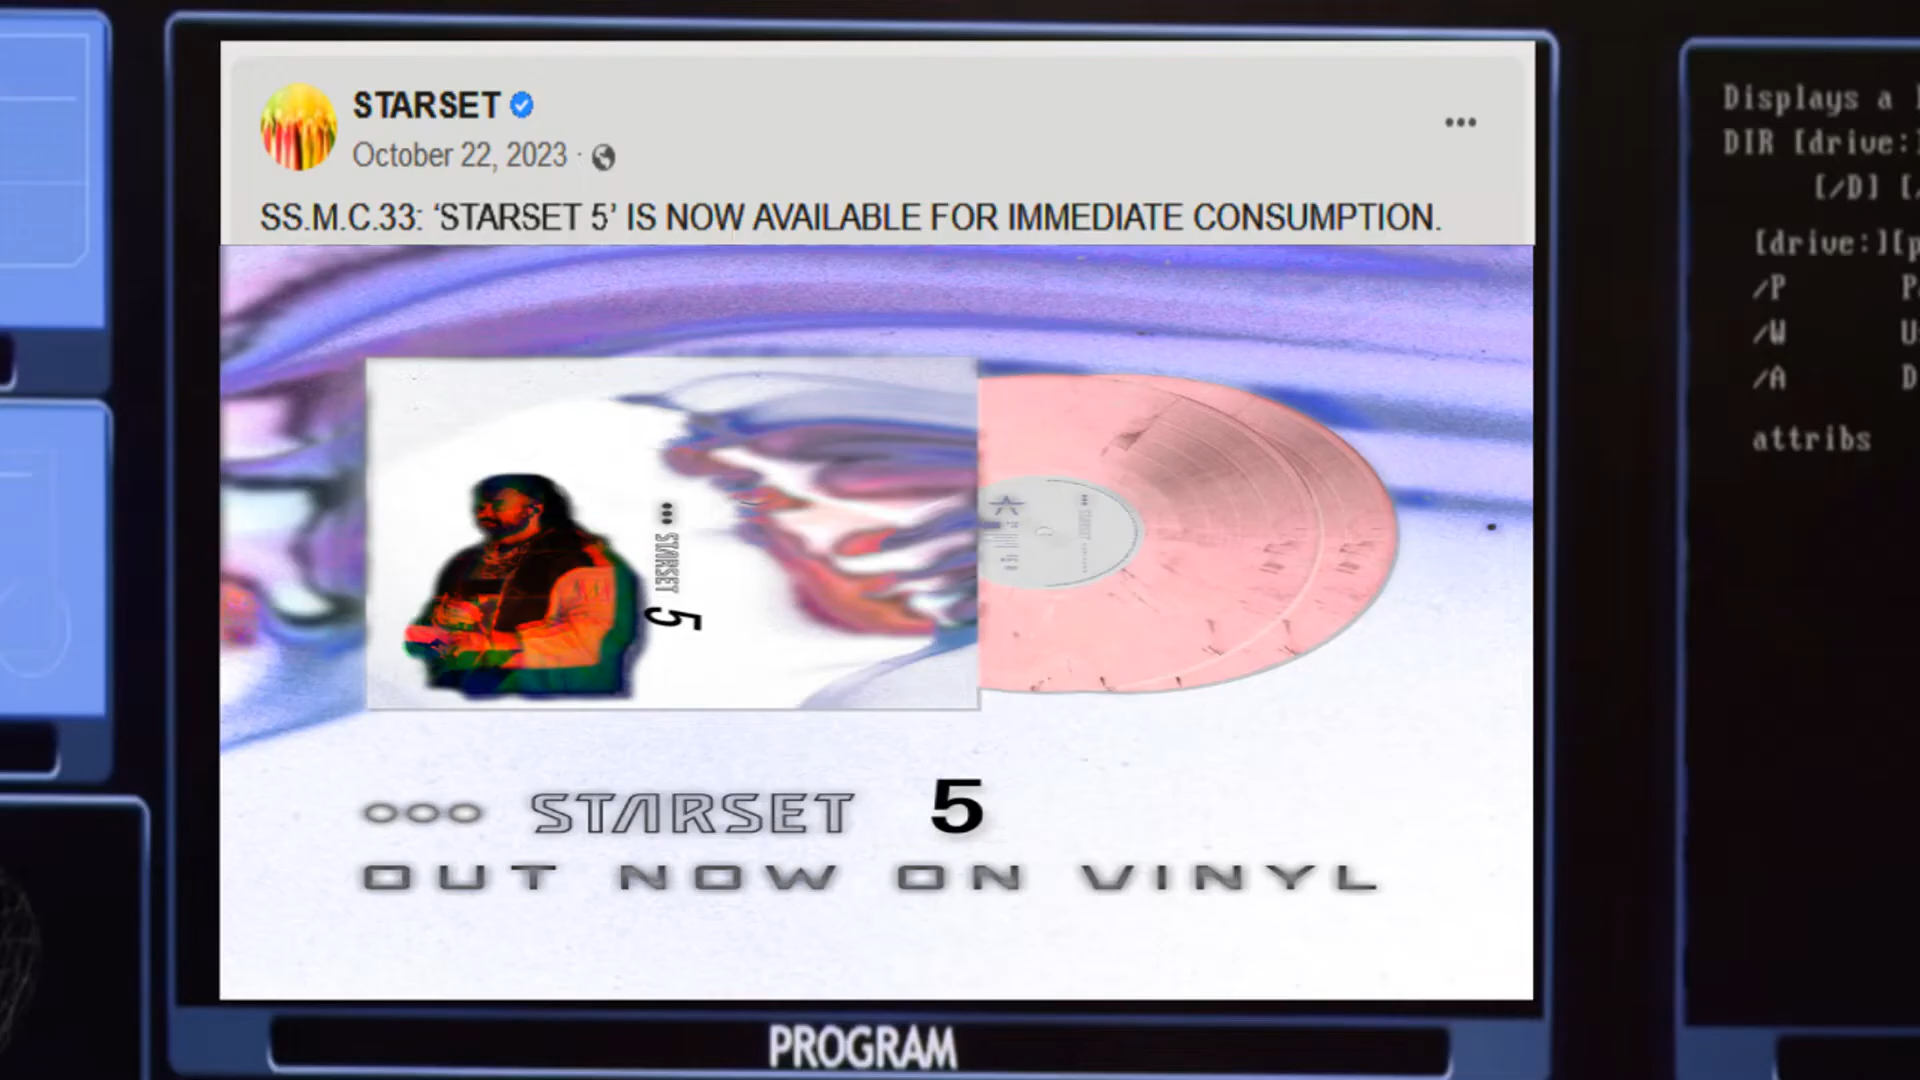 STARSET
October 22, 2023 ·
SS.M.C.33: ‘STARSET 5’ IS NOW AVAILABLE FOR IMMEDIATE CONSUMPTION.
STARSET
5
STARSET 5
OUT NOW ON VINYL
PROGRAM
Displays a
DIR [drive:]
[/D] [/
[drive:][p
/P
/W
/A D
attribs